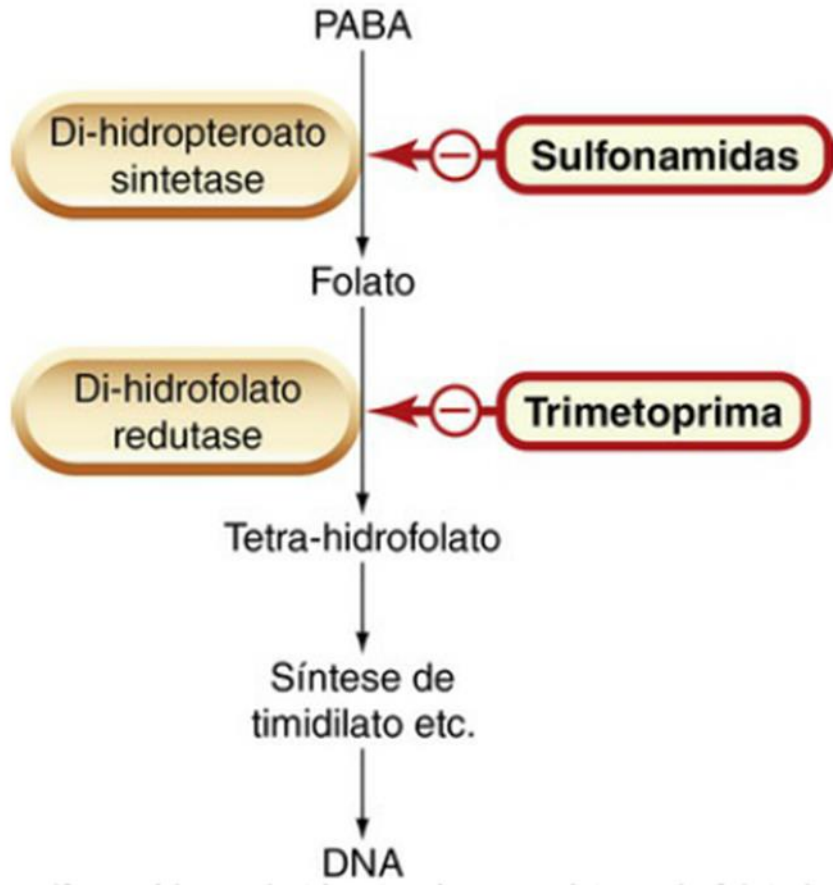 PABA
Di-hidropteroato
sintetase
Sulfonamidas
Folato
Di-hidrofolato
redutase
Trimetoprima
Tetra-hidrofolato
Síntese de
timidilato etc.
DNA